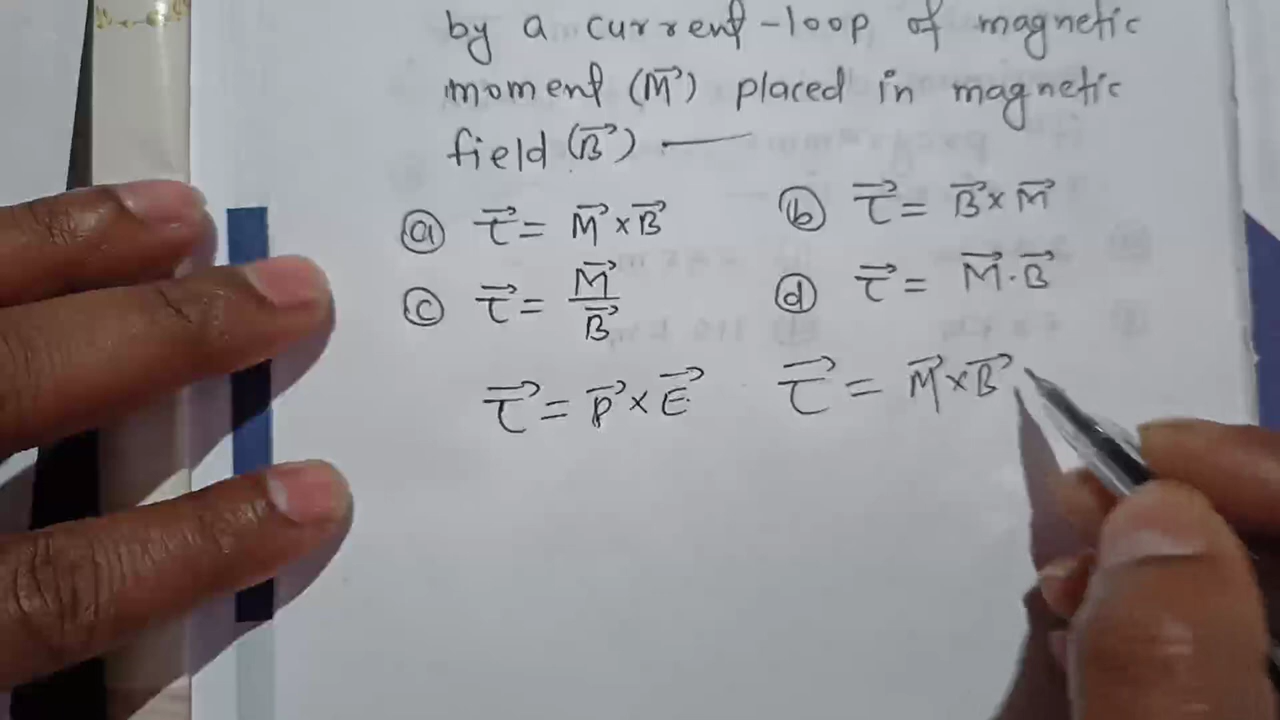 by a current-loop of magnetic
moment (M⃗) placed in magnetic
field (B⃗) —
ⓐ τ⃗ = M⃗ × B⃗ ⓑ τ⃗ = B⃗ × M⃗
ⓒ τ⃗ = M⃗ / B⃗ ⓓ τ⃗ = M⃗ . B⃗
τ⃗ = P⃗ × E⃗ τ⃗ = M⃗ × B⃗